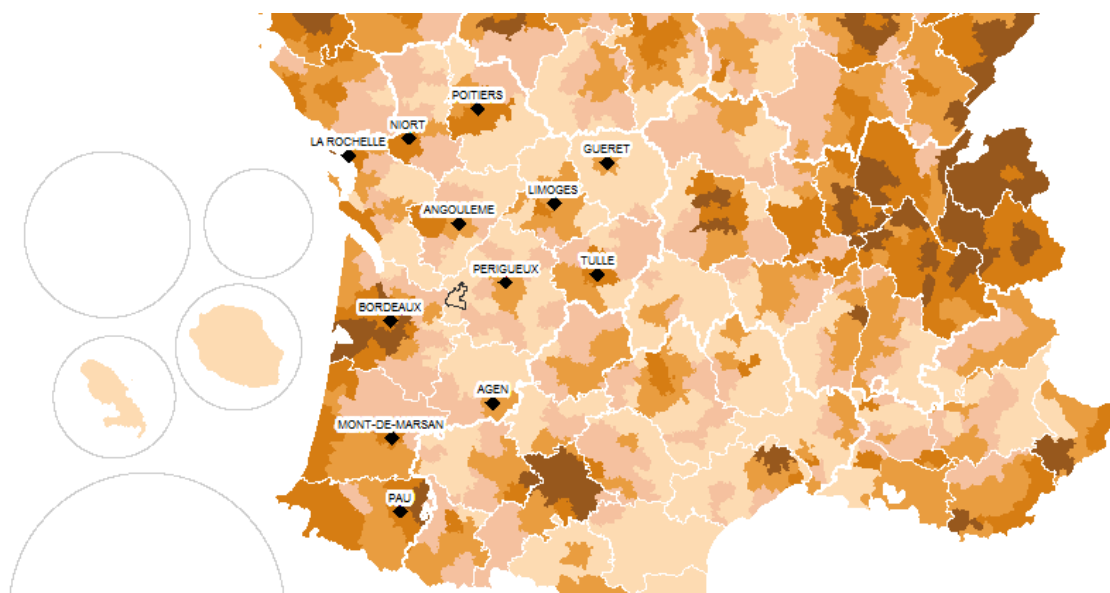 POITIERS
NIORT
LA ROCHELLE
GUERET
LIMOGES
ANGOULEME
TULLE
PERIGUEUX
BORDEAUX
AGEN
MONT-DE-MARSAN
PAU